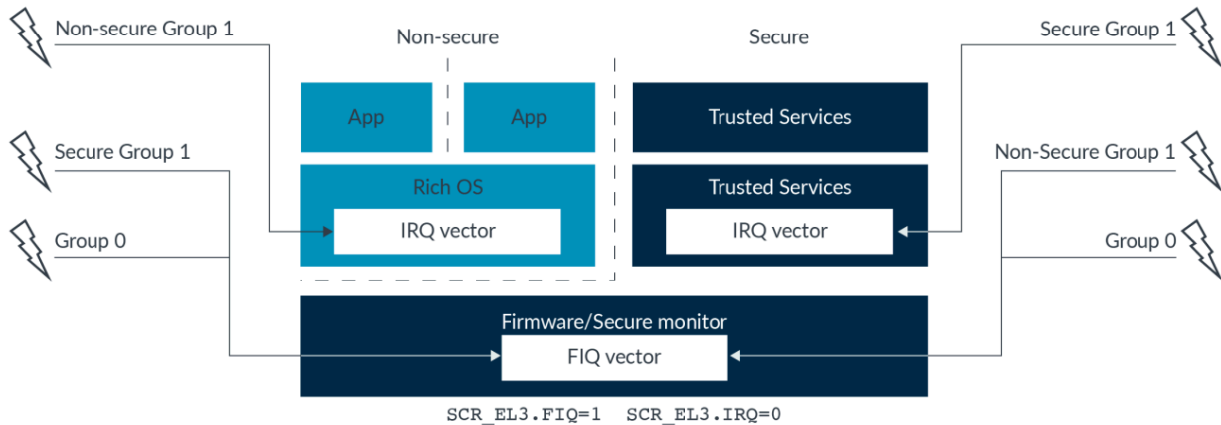 Non-secure Group 1
Non-secure
Secure
Secure Group 1
App
App
Trusted Services
Secure Group 1
Non-Secure Group 1
Rich OS
Trusted Services
IRQ vector
IRQ vector
Group 0
Group 0
Firmware/Secure monitor
FIQ vector
SCR_EL3.FIQ=1 SCR_EL3.IRQ=0